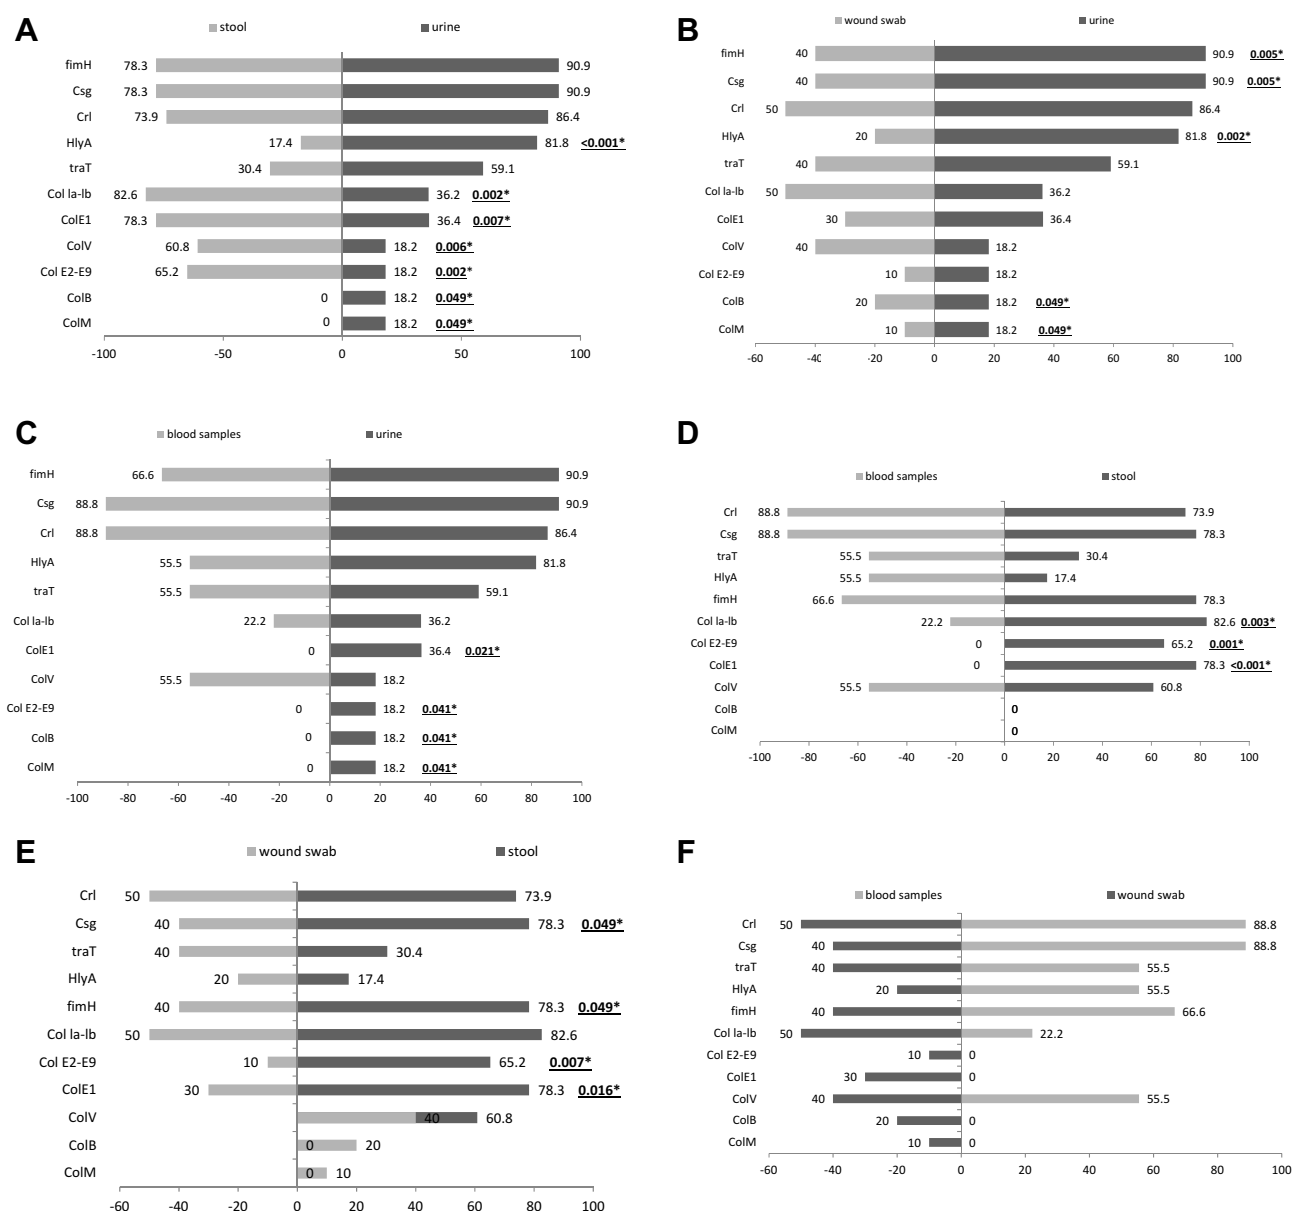 A
stool urine
fimH 78.3 90.9
Csg 78.3 90.9
Crl 73.9 86.4
HlyA 17.4 81.8 <0.001*
traT 30.4 59.1
Col Ia-Ib 82.6 36.2 0.002*
ColE1 78.3 36.4 0.007*
ColV 60.8 18.2 0.006*
Col E2-E9 65.2 18.2 0.002*
ColB 0 18.2 0.049*
ColM 0 18.2 0.049*
-100 -50 0 50 100
B
wound swab urine
fimH 40 90.9 0.005*
Csg 40 90.9 0.005*
Crl 50 86.4
HlyA 20 81.8 0.002*
traT 40 59.1
Col Ia-Ib 50 36.2
ColE1 30 36.4
ColV 40 18.2
Col E2-E9 10 18.2
ColB 20 18.2 0.049*
ColM 10 18.2 0.049*
-60 -40 -20 0 20 40 60 80 100
C
blood samples urine
fimH 66.6 90.9
Csg 88.8 90.9
Crl 88.8 86.4
HlyA 55.5 81.8
traT 55.5 59.1
Col Ia-Ib 22.2 36.2
ColE1 0 36.4 0.021*
ColV 55.5 18.2
Col E2-E9 0 18.2 0.041*
ColB 0 18.2 0.041*
ColM 0 18.2 0.041*
-100 -80 -60 -40 -20 0 20 40 60 80 100
D
blood samples stool
Crl 88.8 73.9
Csg 88.8 78.3
traT 55.5 30.4
HlyA 55.5 17.4
fimH 66.6 78.3
Col Ia-Ib 22.2 82.6 0.003*
Col E2-E9 0 65.2 0.001*
ColE1 0 78.3 <0.001*
ColV 55.5 60.8
ColB 0
ColM 0
-100 -80 -60 -40 -20 0 20 40 60 80 100
E
wound swab stool
Crl 50 73.9
Csg 40 78.3 0.049*
traT 40 30.4
HlyA 20 17.4
fimH 40 78.3 0.049*
Col Ia-Ib 50 82.6
Col E2-E9 10 65.2 0.007*
ColE1 30 78.3 0.016*
ColV 40 60.8
ColB 0 20
ColM 0 10
-60 -40 -20 0 20 40 60 80 100
F
blood samples wound swab
Crl 50 88.8
Csg 40 88.8
traT 40 55.5
HlyA 20 55.5
fimH 40 66.6
Col Ia-Ib 50 22.2
Col E2-E9 10 0
ColE1 30 0
ColV 40 55.5
ColB 20 0
ColM 10 0
-60 -40 -20 0 20 40 60 80 100